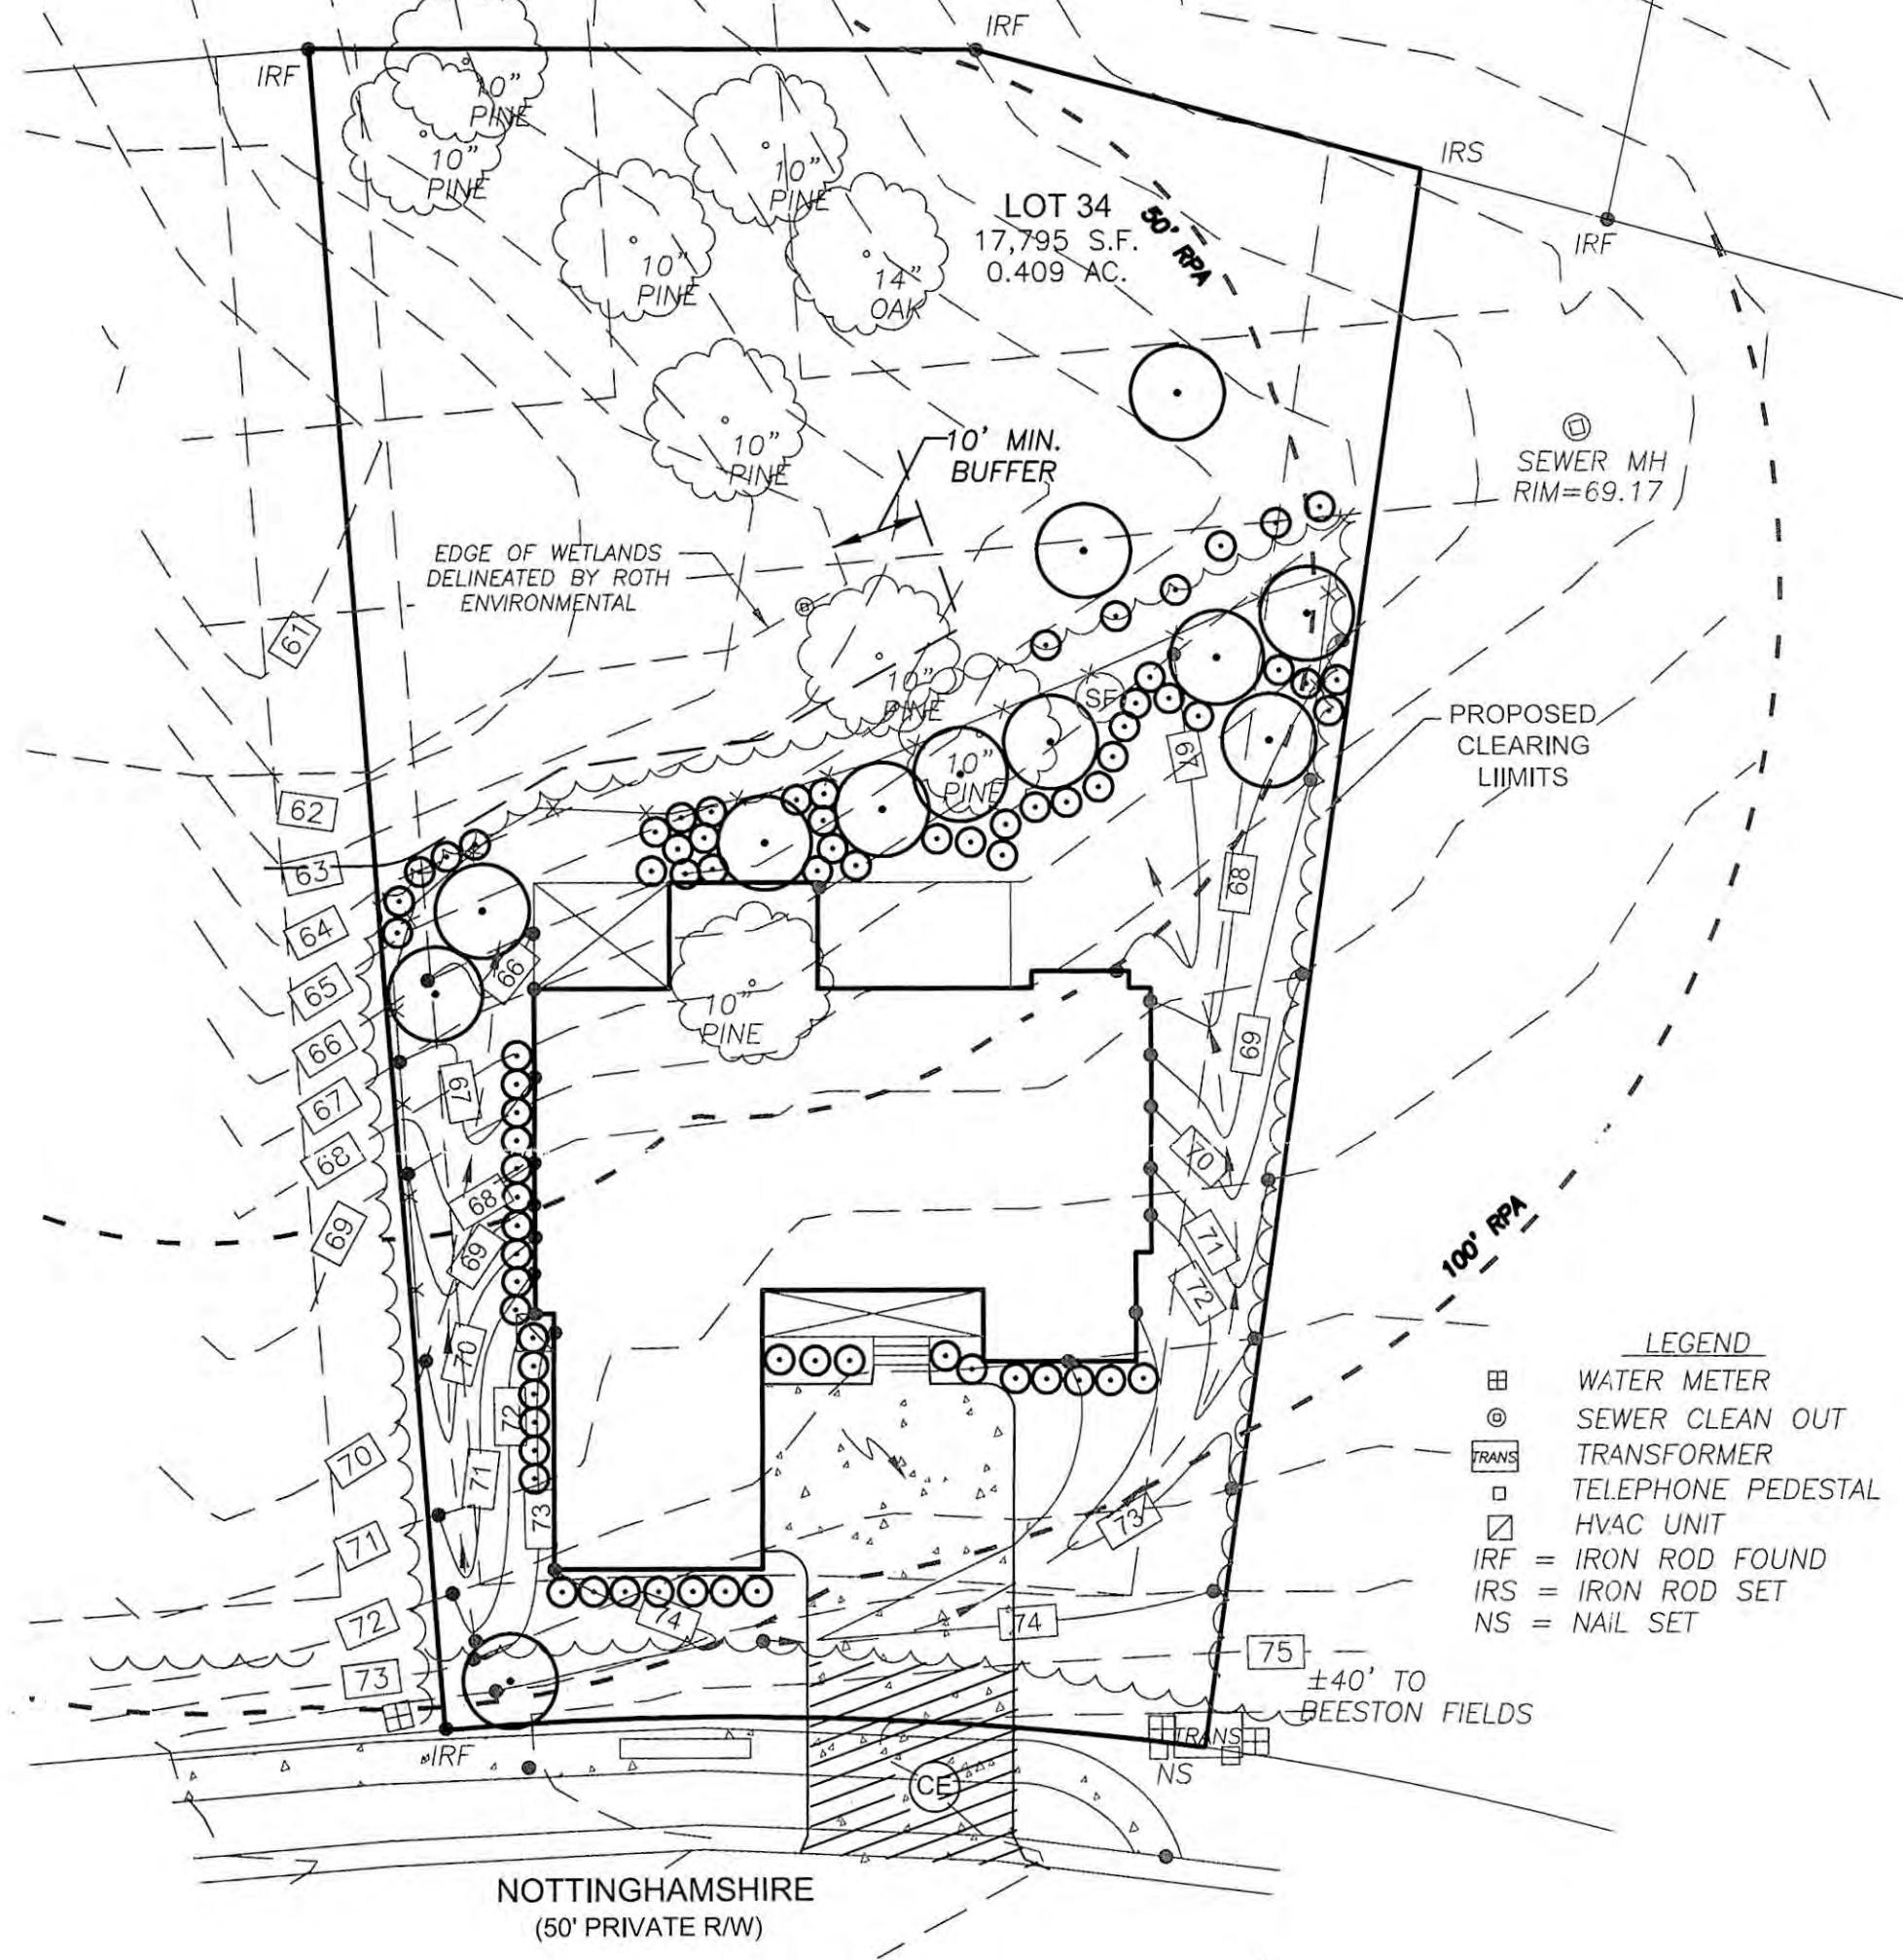 IRF
IRF
10"
PINE
10"
PINE
10"
PINE
IRS
LOT 34
17,795 S.F.
0.409 AC.
50' RPA
IRF
10"
PINE
14"
OAK
10"
PINE
10' MIN.
BUFFER
SEWER MH
RIM=69.17
EDGE OF WETLANDS
DELINEATED BY ROTH
ENVIRONMENTAL
61
10"
PINE
SF
PROPOSED
CLEARING
LIIMITS
67
10"
PINE
62
63
64
65
66
67
68
69
66
68
10"
PINE
69
67
68
69
70
70
71
72
100' RPA
70
72
71
73
73
71
72
73
74
74
75
±40' TO
BEESTON FIELDS
LEGEND
WATER METER
SEWER CLEAN OUT
TRANS TRANSFORMER
TELEPHONE PEDESTAL
HVAC UNIT
IRF = IRON ROD FOUND
IRS = IRON ROD SET
NS = NAIL SET
IRF
TRANS
NS
CE
NOTTINGHAMSHIRE
(50' PRIVATE R/W)